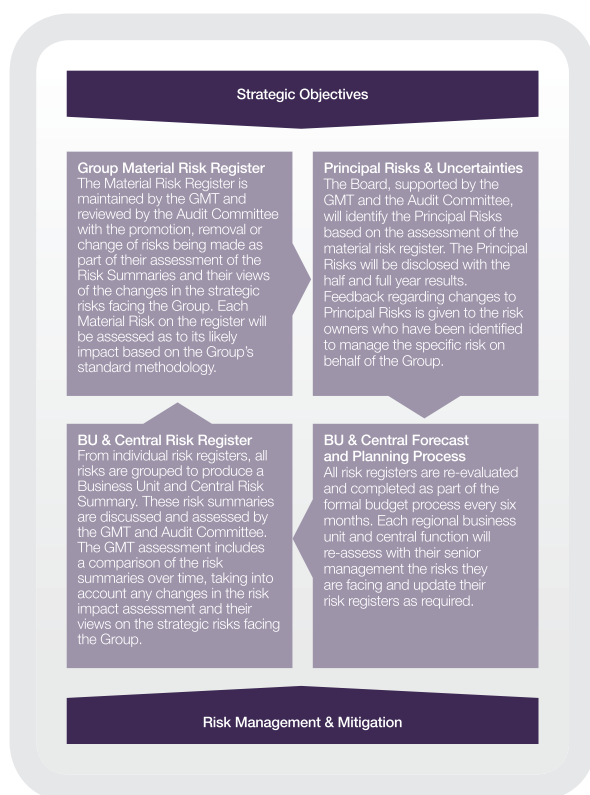 Strategic Objectives
Group Material Risk Register
The Material Risk Register is
maintained by the GMT and
reviewed by the Audit Committee
with the promotion, removal or
change of risks being made as
part of their assessment of the
Risk Summaries and their views
of the changes in the strategic
risks facing the Group. Each
Material Risk on the register will
be assessed as to its likely
impact based on the Group's
standard methodology.
Principal Risks & Uncertainties
The Board, supported by the
GMT and the Audit Committee,
will identify the Principal Risks
based on the assessment of the
material risk register. The Principal
Risks will be disclosed with the
half and full year results.
Feedback regarding changes to
Principal Risks is given to the risk
owners who have been identified
to manage the specific risk on
behalf of the Group.
BU & Central Risk Register
From individual risk registers, all
risks are grouped to produce a
Business Unit and Central Risk
Summary. These risk summaries
are discussed and assessed by
the GMT and Audit Committee.
The GMT assessment includes
a comparison of the risk
summaries over time, taking into
account any changes in the risk
impact assessment and their
views on the strategic risks facing
the Group.
BU & Central Forecast
and Planning Process
All risk registers are re-evaluated
and completed as part of the
formal budget process every six
months. Each regional business
unit and central function will
re-assess with their senior
management the risks they
are facing and update their
risk registers as required.
Risk Management & Mitigation